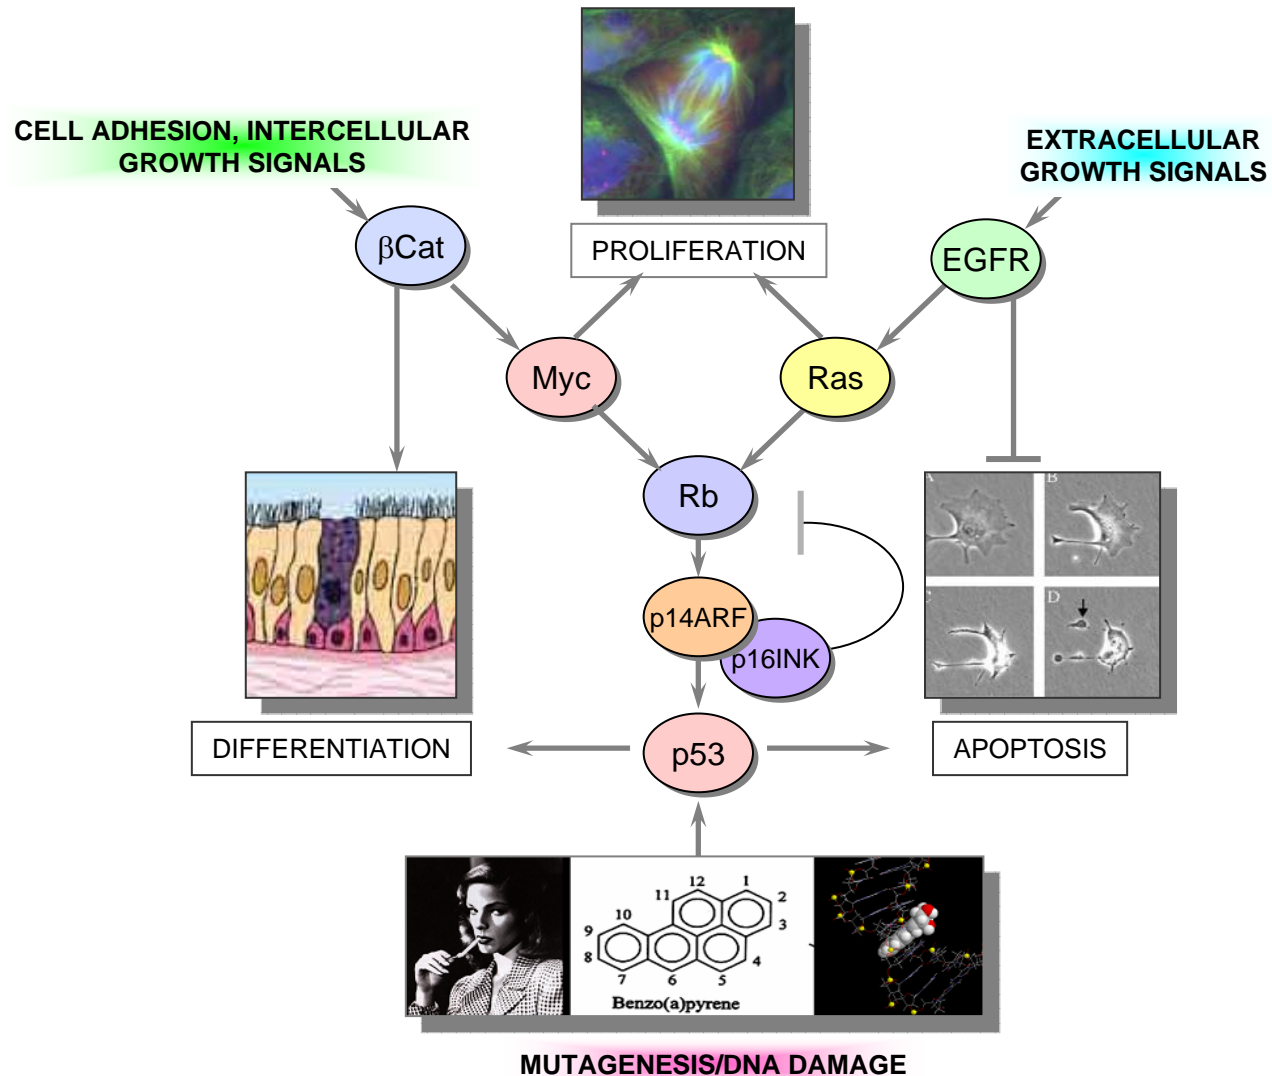 CELL ADHESION, INTERCELLULAR
GROWTH SIGNALS
EXTRACELLULAR
GROWTH SIGNALS
βCat
PROLIFERATION
EGFR
Myc
Ras
Rb
B
C
D
p14ARF
p16INK
DIFFERENTIATION
p53
APOPTOSIS
12
1
11
2
10
3
9
8
4
7
6
5
Benzo(a)pyrene
MUTAGENESIS/DNA DAMAGE